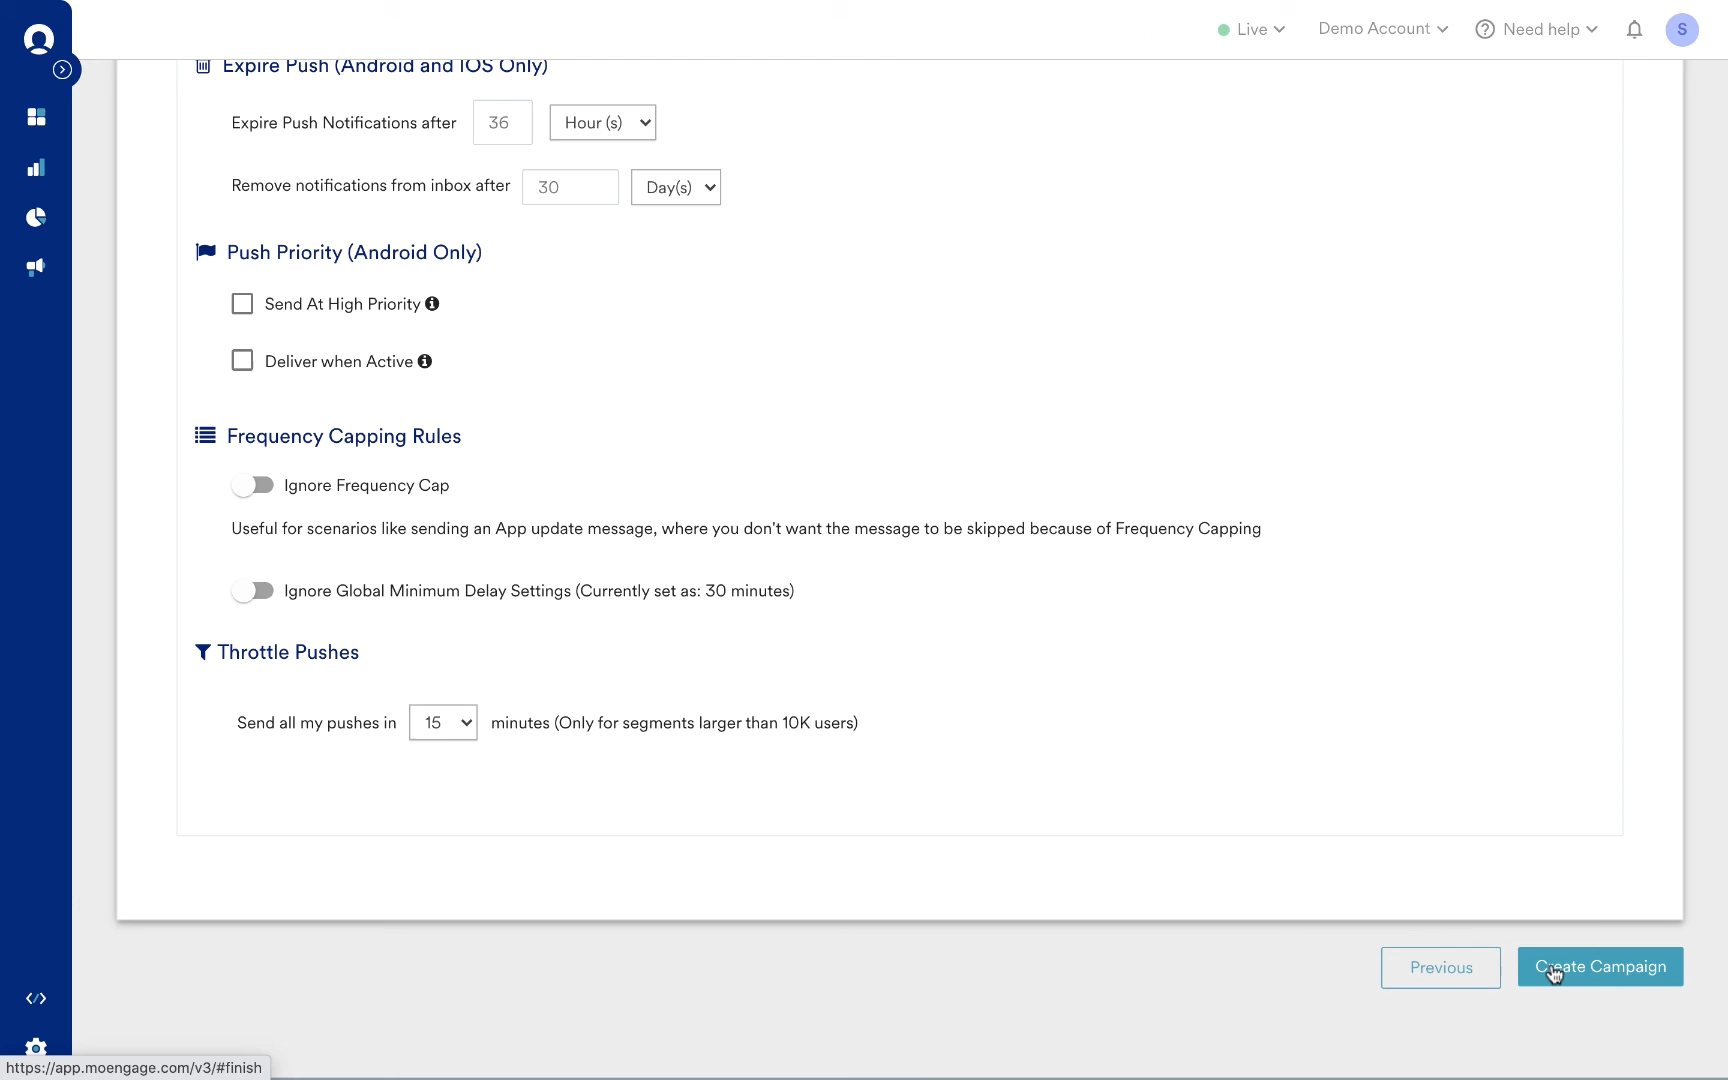 Live
Demo Account
Need help
S
Expire Push (Android and IOS Only)
Expire Push Notifications after 36 Hour (s)
Remove notifications from inbox after 30 Day(s)
Push Priority (Android Only)
Send At High Priority
Deliver when Active
Frequency Capping Rules
Ignore Frequency Cap
Useful for scenarios like sending an App update message, where you don't want the message to be skipped because of Frequency Capping
Ignore Global Minimum Delay Settings (Currently set as: 30 minutes)
Throttle Pushes
Send all my pushes in 15 minutes (Only for segments larger than 10K users)
Previous
Create Campaign
https://app.moengage.com/v3/#finish